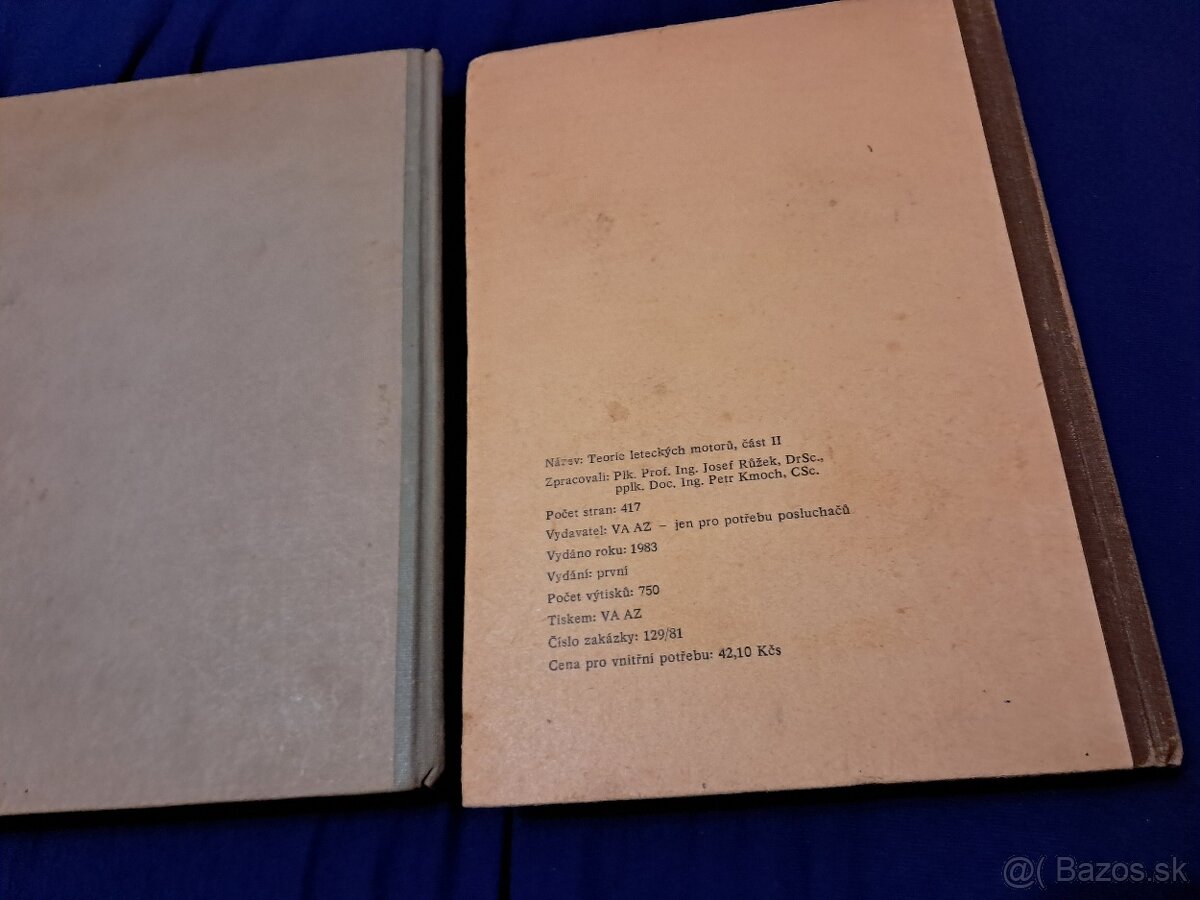 Název: Teorie leteckých motorů, část II
Zpracovali: Plk. Prof. Ing. Josef Růžek, DrSc.,
pplk. Doc. Ing. Petr Kmoch, CSc.
Počet stran: 417
Vydavatel: VA AZ – jen pro potřebu posluchačů
Vydáno roku: 1983
Vydání: první
Počet výtisků: 750
Tiskem: VA AZ
Číslo zakázky: 129/81
Cena pro vnitřní potřebu: 42,10 Kčs
@( Bazos.sk